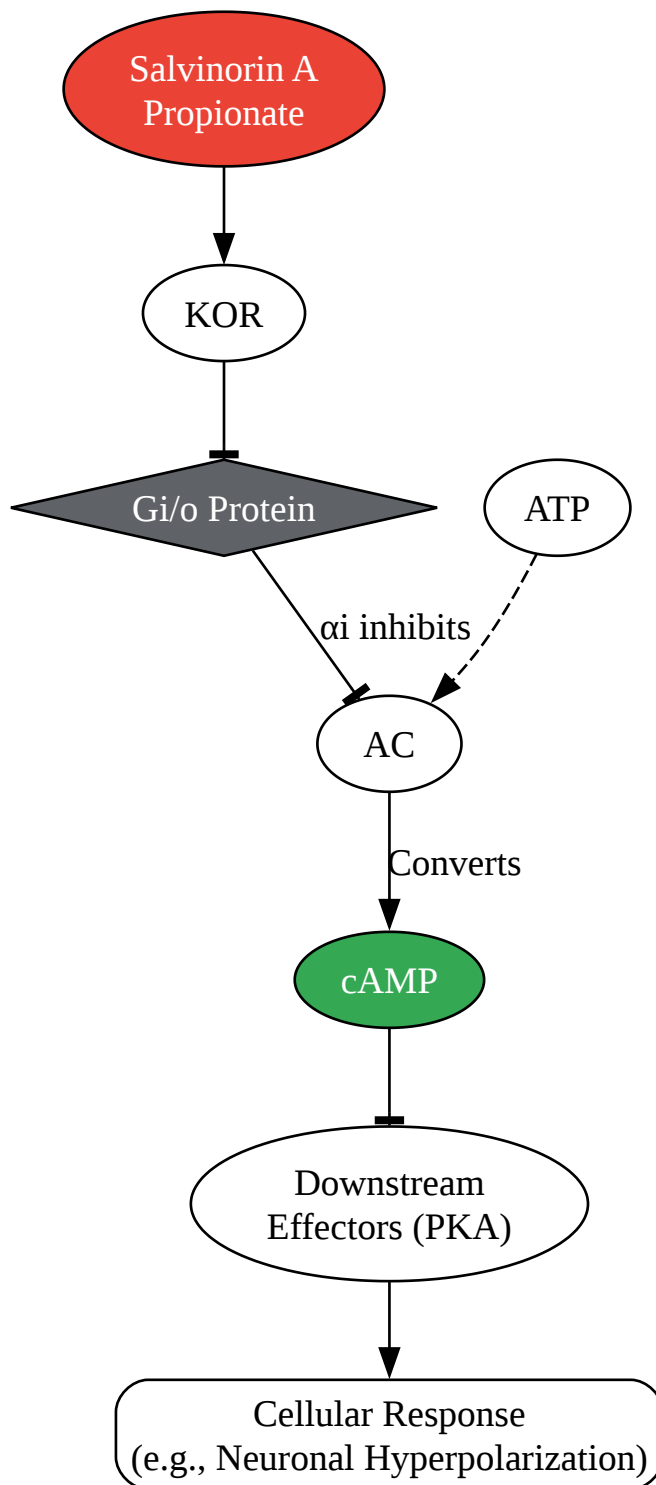 Salvinorin A
Propionate
KOR
Gi/o Protein
ATP
αi inhibits
AC
Converts
cAMP
Downstream
Effectors (PKA)
Cellular Response
(e.g., Neuronal Hyperpolarization)